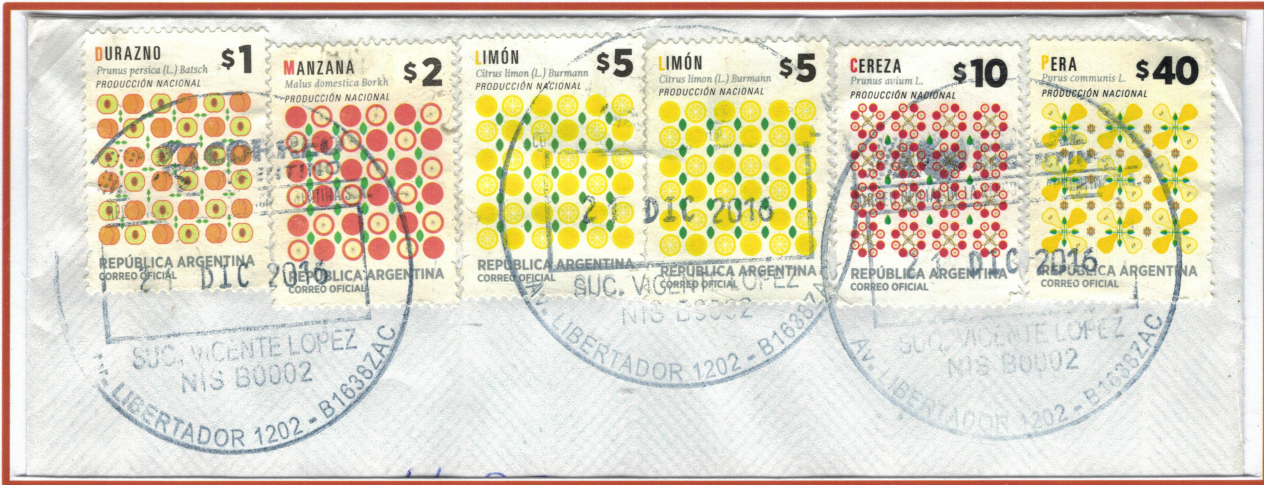 DURAZNO $1
Prunus persica (L.) Batsch
PRODUCCIÓN NACIONAL
REPÚBLICA ARGENTINA
CORREO OFICIAL
MANZANA $2
Malus domestica Borkh
PRODUCCIÓN NACIONAL
REPÚBLICA ARGENTINA
CORREO OFICIAL
LIMÓN $5
Citrus limon (L.) Burmann
PRODUCCIÓN NACIONAL
REPÚBLICA ARGENTINA
CORREO OFICIAL
LIMÓN $5
Citrus limon (L.) Burmann
PRODUCCIÓN NACIONAL
REPÚBLICA ARGENTINA
CORREO OFICIAL
CEREZA $10
Prunus avium L.
PRODUCCIÓN NACIONAL
REPÚBLICA ARGENTINA
CORREO OFICIAL
PERA $40
Pyrus communis L.
PRODUCCIÓN NACIONAL
REPÚBLICA ARGENTINA
CORREO OFICIAL
21 DIC 2016
SUC. VICENTE LOPEZ
NIS B0002
AV. LIBERTADOR 1202 - B1638ZAC
21 DIC 2016
SUC. VICENTE LOPEZ
NIS B0002
AV. LIBERTADOR 1202 - B1638ZAC
21 DIC 2016
SUC. VICENTE LOPEZ
NIS B0002
AV. LIBERTADOR 1202 - B1638ZAC